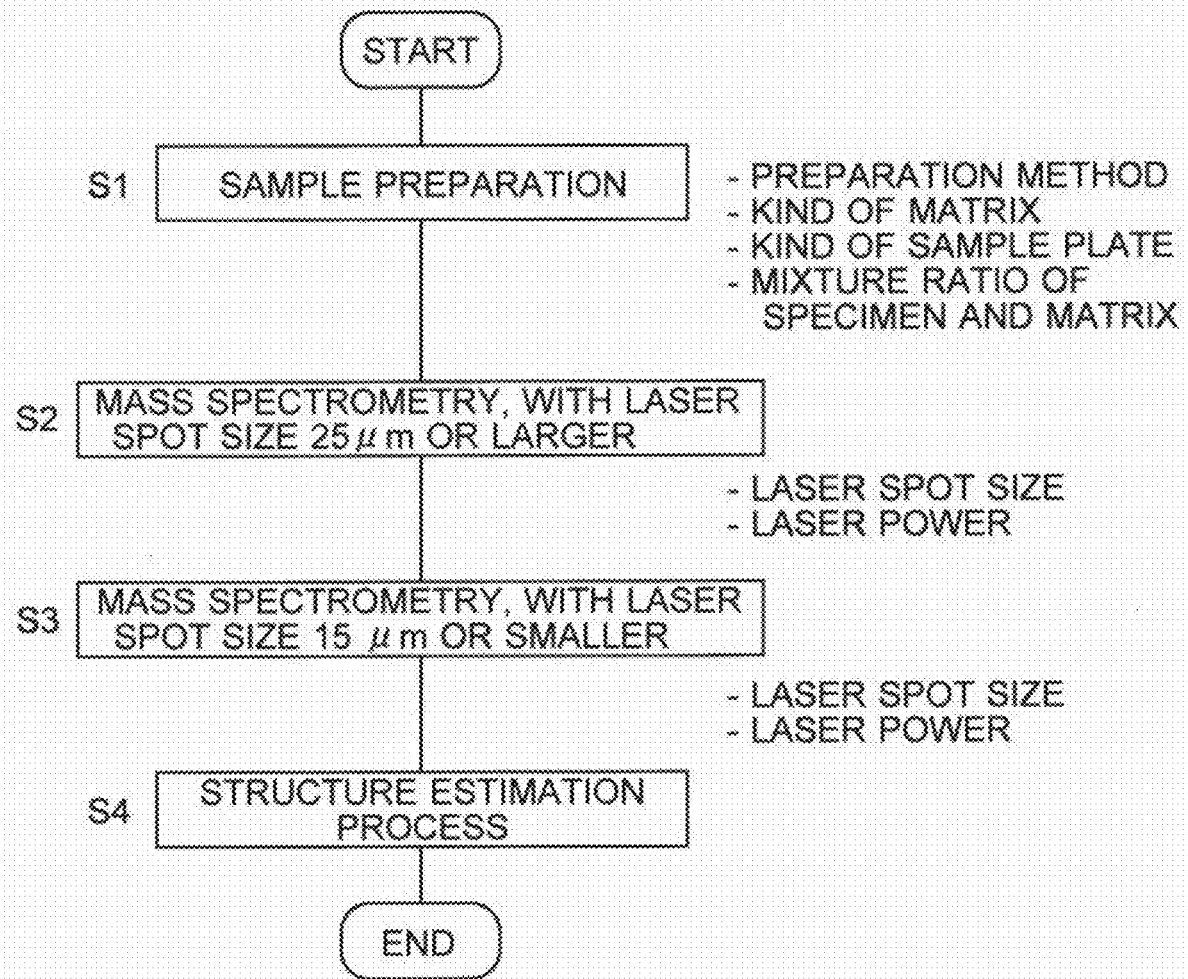 START
S1
SAMPLE PREPARATION
- PREPARATION METHOD
- KIND OF MATRIX
- KIND OF SAMPLE PLATE
- MIXTURE RATIO OF
SPECIMEN AND MATRIX
S2
MASS SPECTROMETRY, WITH LASER
SPOT SIZE 25 μm OR LARGER
- LASER SPOT SIZE
- LASER POWER
S3
MASS SPECTROMETRY, WITH LASER
SPOT SIZE 15 μm OR SMALLER
- LASER SPOT SIZE
- LASER POWER
S4
STRUCTURE ESTIMATION
PROCESS
END